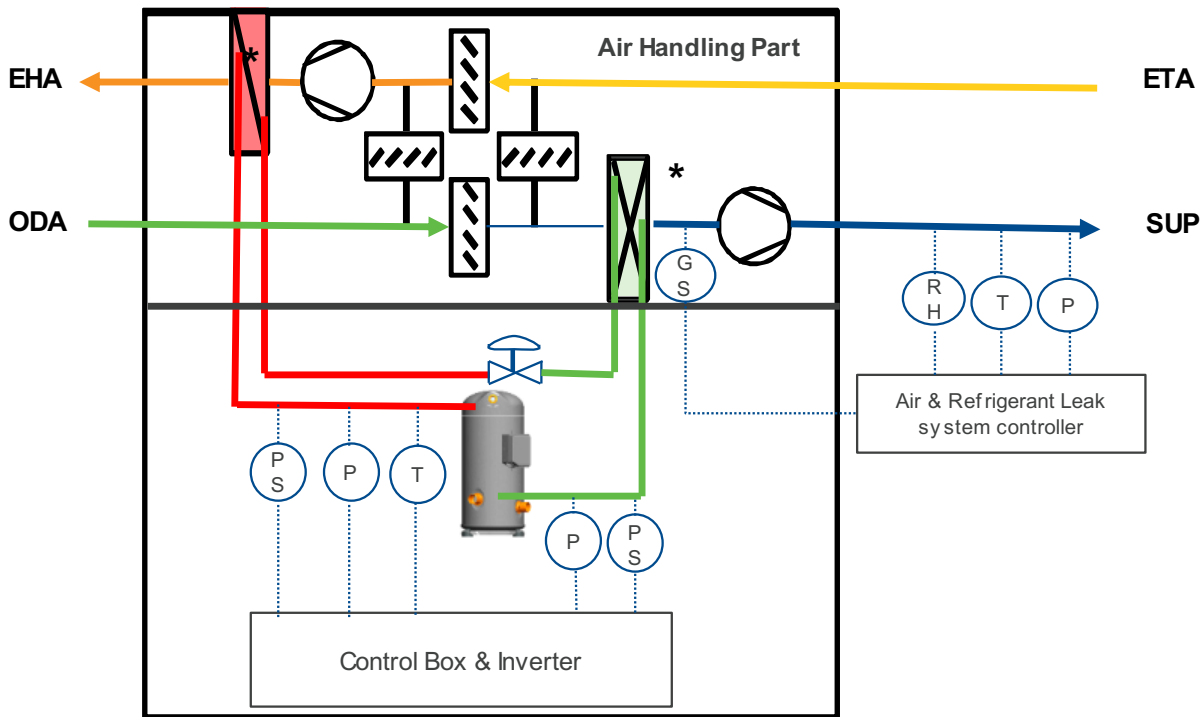 Air Handling Part
*
EHA
ETA
*
ODA
SUP
G
S
R
H
T
P
Air & Refrigerant Leak
system controller
P
S
P
T
P
P
S
Control Box & Inverter